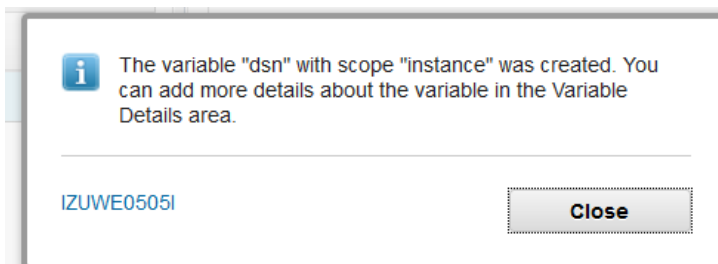 The variable "dsn" with scope "instance" was created. You
can add more details about the variable in the Variable
Details area.
IZUWE0505I
Close